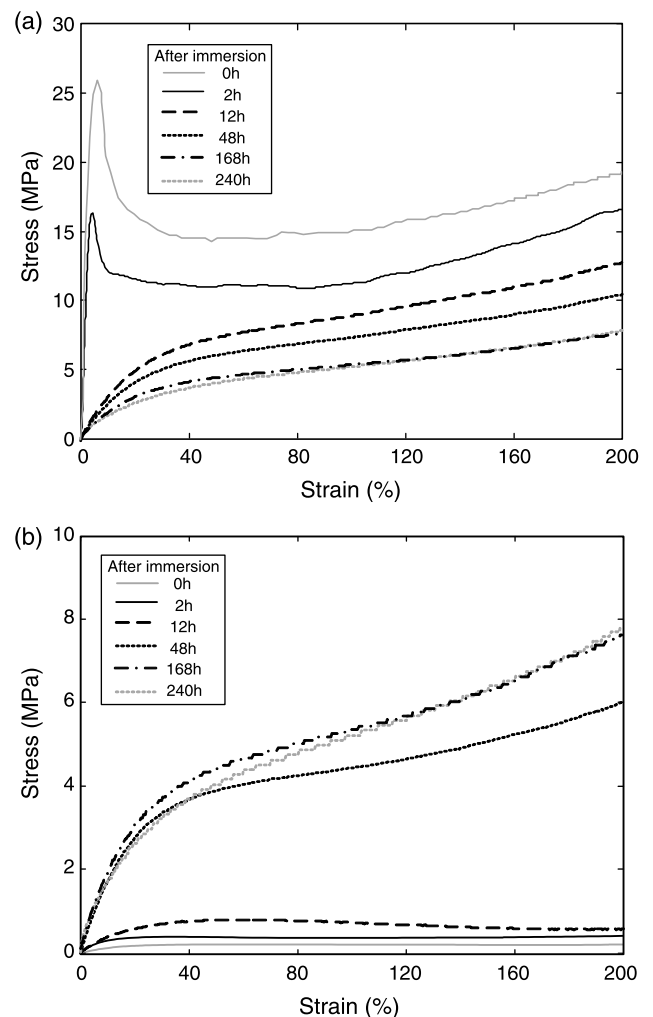 (a)
30
25
20
15
10
5
0
Stress (MPa)
After immersion
0h
2h
12h
48h
168h
240h
0 40 80 120 160 200
Strain (%)
(b)
10
8
6
4
2
0
Stress (MPa)
After immersion
0h
2h
12h
48h
168h
240h
0 40 80 120 160 200
Strain (%)